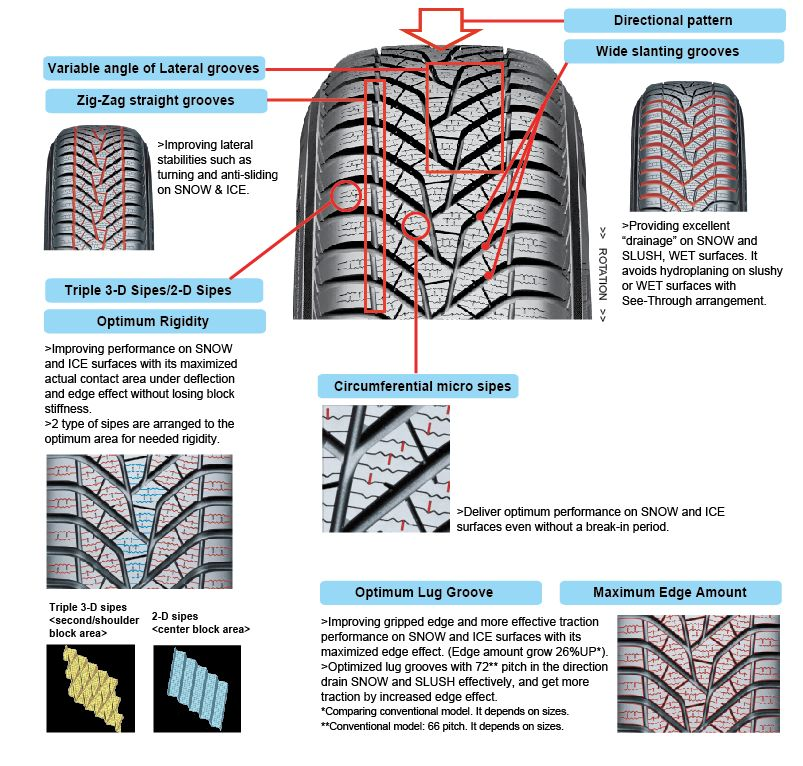 Directional pattern
Wide slanting grooves
Variable angle of Lateral grooves
Zig-Zag straight grooves
>Improving lateral
stabilities such as
turning and anti-sliding
on SNOW & ICE.
>Providing excellent
“drainage” on SNOW and
SLUSH, WET surfaces. It
avoids hydroplaning on slushy
or WET surfaces with
See-Through arrangement.
>> ROTATION >>
Triple 3-D Sipes/2-D Sipes
Optimum Rigidity
>Improving performance on SNOW
and ICE surfaces with its maximized
actual contact area under deflection
and edge effect without losing block
stiffness.
>2 type of sipes are arranged to the
optimum area for needed rigidity.
Triple 3-D sipes
<second/shoulder
block area>
2-D sipes
<center block area>
Circumferential micro sipes
>Deliver optimum performance on SNOW and ICE
surfaces even without a break-in period.
Optimum Lug Groove
Maximum Edge Amount
>Improving gripped edge and more effective traction
performance on SNOW and ICE surfaces with its
maximized edge effect. (Edge amount grow 26%UP*).
>Optimized lug grooves with 72** pitch in the direction
drain SNOW and SLUSH effectively, and get more
traction by increased edge effect.
*Comparing conventional model. It depends on sizes.
**Conventional model: 66 pitch. It depends on sizes.